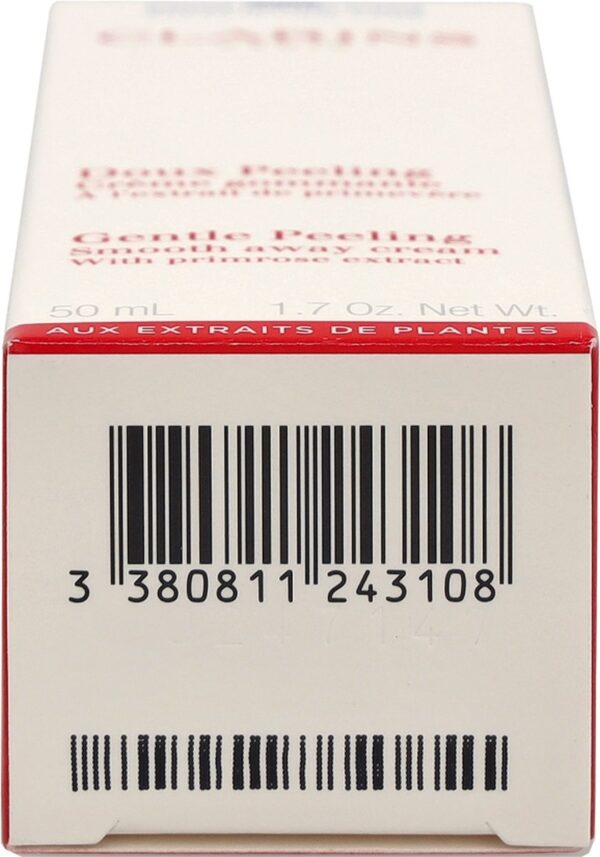 CLARINS
Doux Peeling
Crème gommante
À l'extrait de primevère
Gentle Peeling
Smooth away cream
With primrose extract
50 mL 1.7 Oz. Net Wt.
AUX EXTRAITS DE PLANTES
3 380811 243108